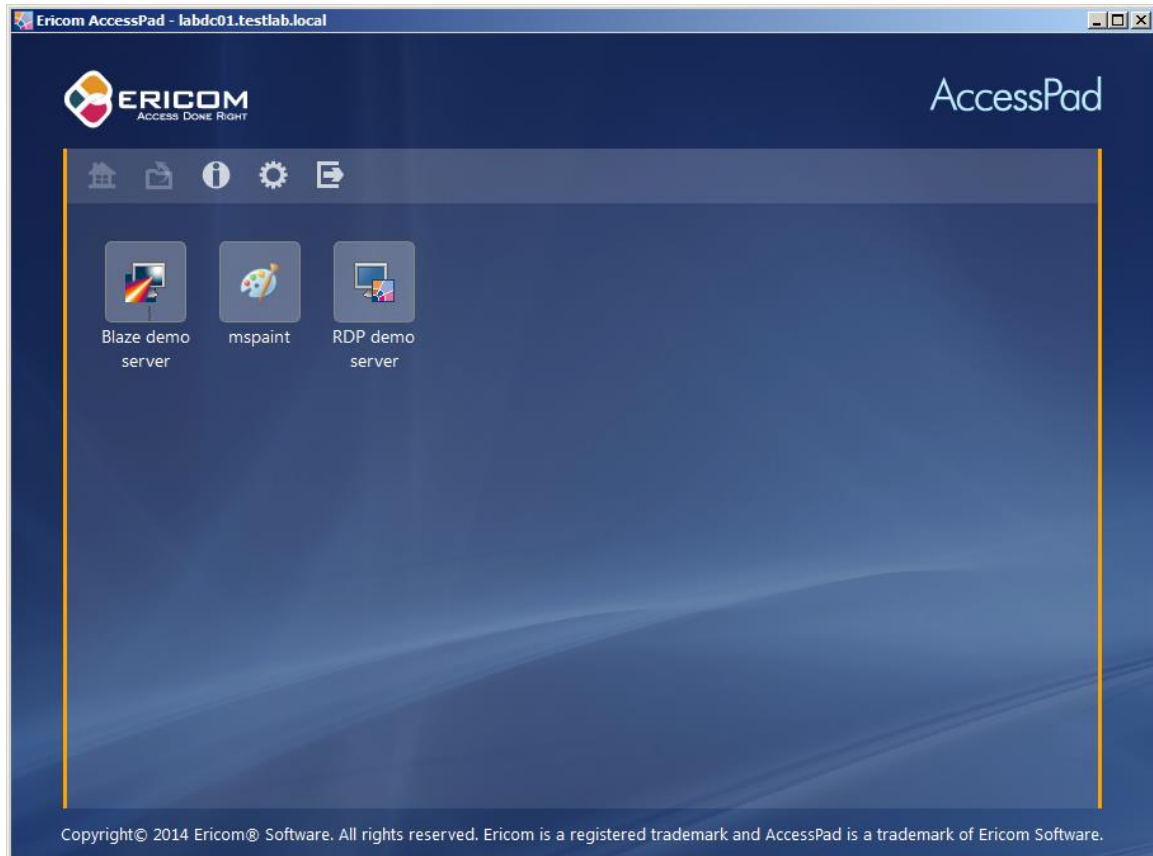 Ericom AccessPad - labdc01.testlab.local
ERICOM
ACCESS DONE RIGHT
AccessPad
Blaze demo
server
mspaint
RDP demo
server
Copyright© 2014 Ericom® Software. All rights reserved. Ericom is a registered trademark and AccessPad is a trademark of Ericom Software.